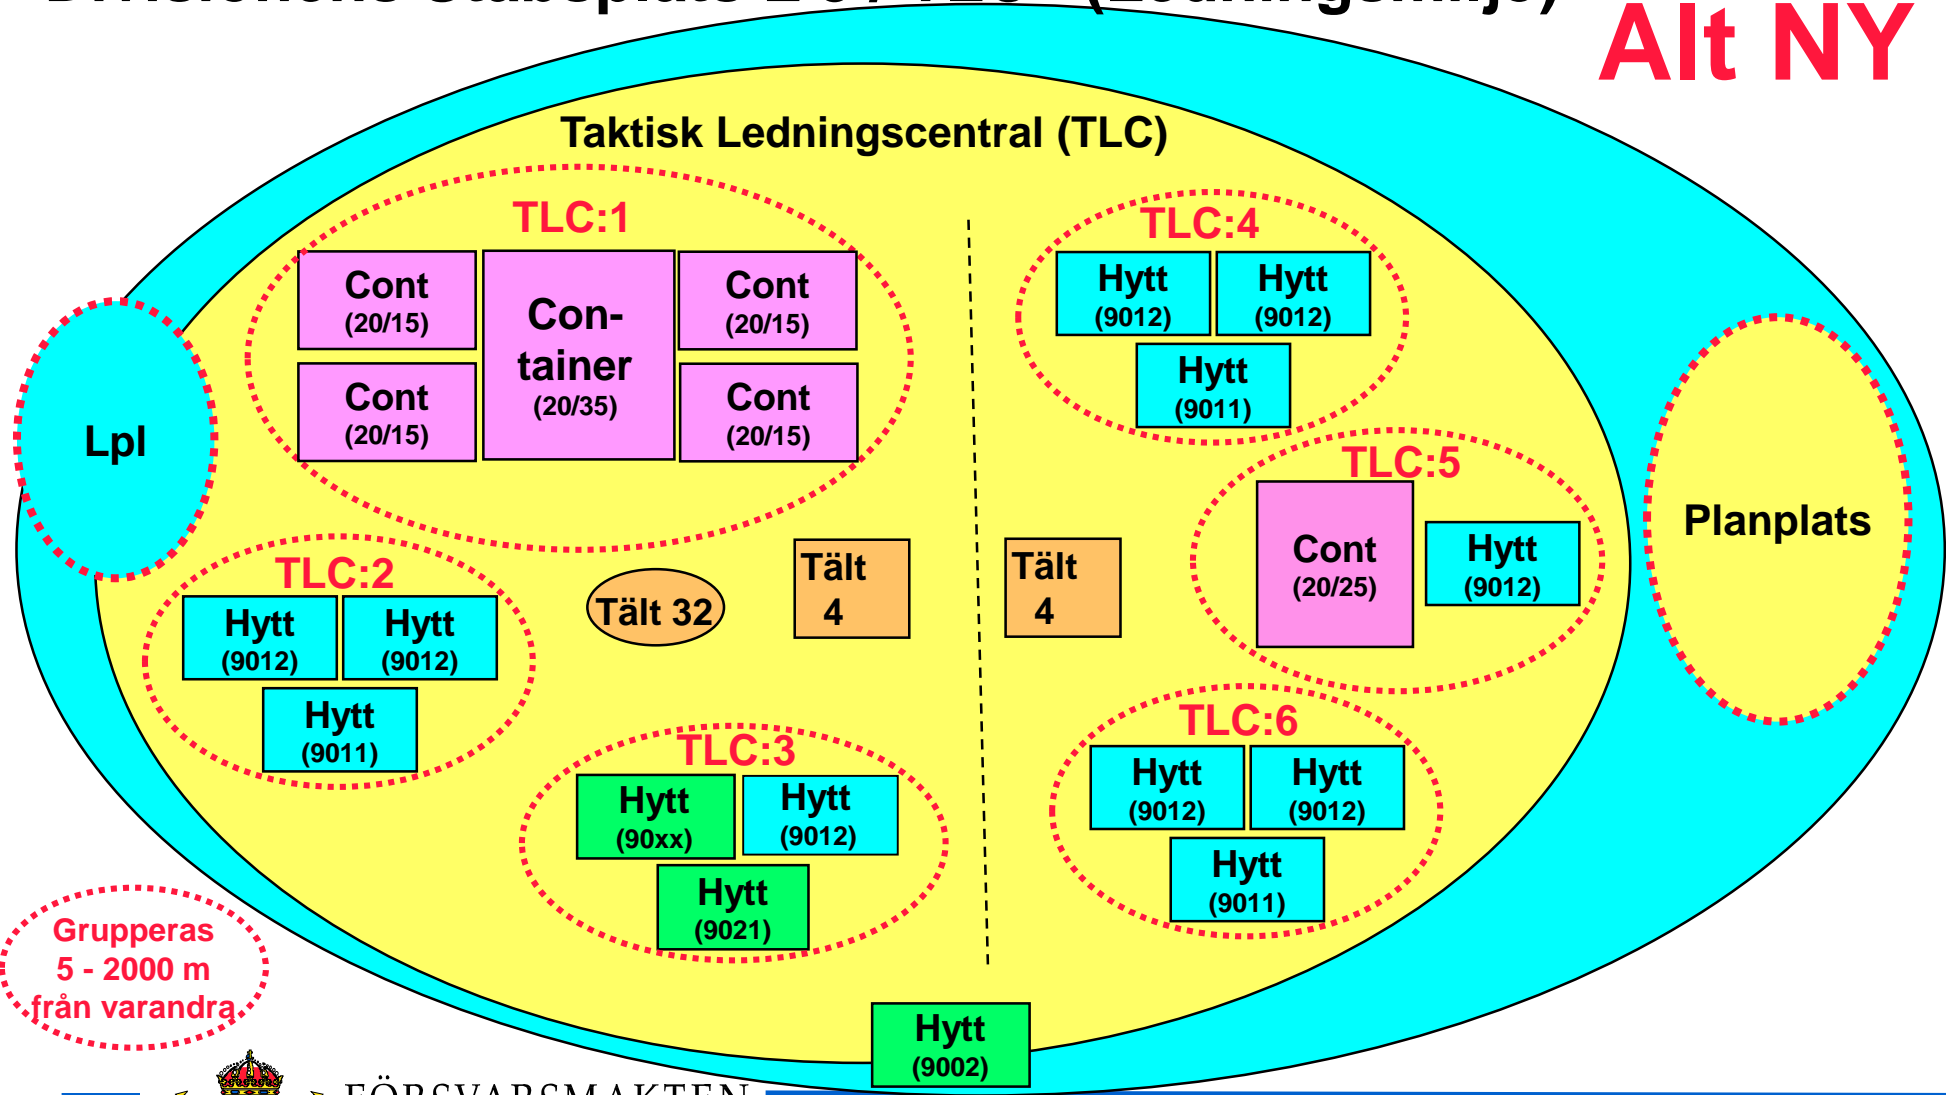 Alt NY
Taktisk Ledningscentral (TLC)
TLC:1
Cont
(20/15)
Cont
(20/15)
Con-
tainer
(20/35)
Cont
(20/15)
Cont
(20/15)
TLC:4
Hytt
(9012)
Hytt
(9012)
Hytt
(9011)
Lpl
TLC:5
Cont
(20/25)
Hytt
(9012)
Planplats
TLC:2
Hytt
(9012)
Hytt
(9012)
Hytt
(9011)
Tält 32
Tält
4
Tält
4
TLC:3
Hytt
(90xx)
Hytt
(9012)
Hytt
(9021)
TLC:6
Hytt
(9012)
Hytt
(9012)
Hytt
(9011)
Grupperas
5 - 2000 m
från varandra
Hytt
(9002)
FÖRSVARSMAKTEN